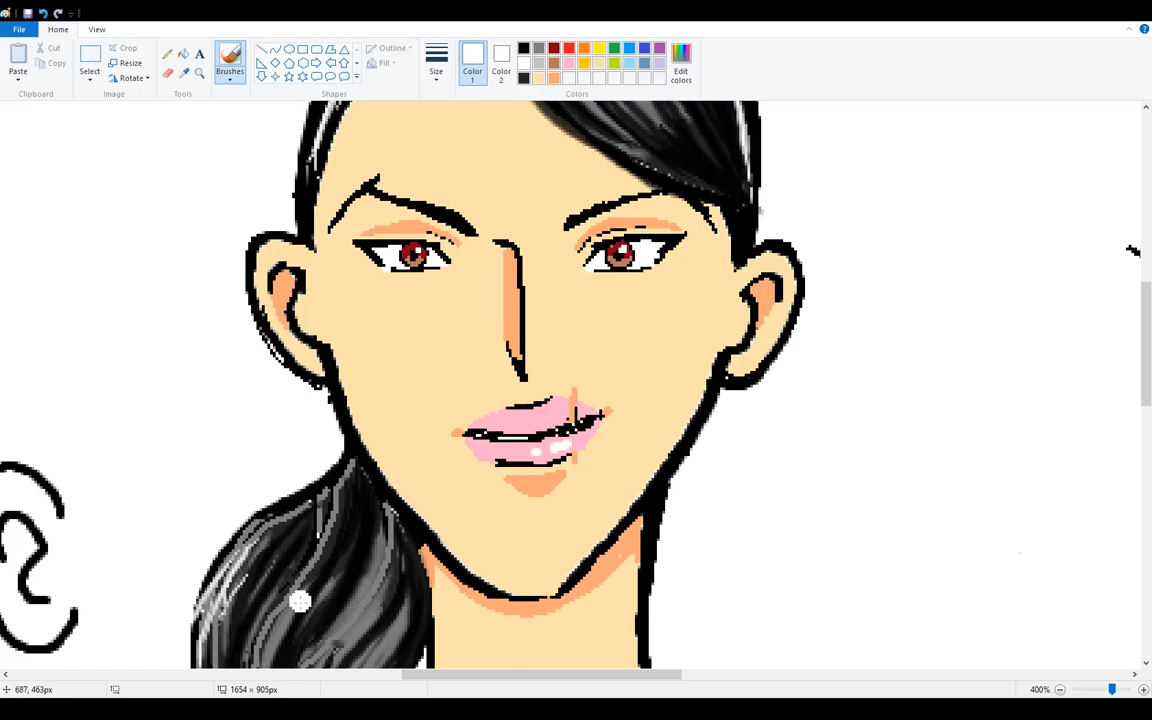 File Home View
Paste Cut Copy
Clipboard
Select Crop Resize Rotate
Image
A
Tools
Brushes
Outline Fill
Shapes
Size
Color 1 Color 2
Edit colors
Colors
687, 463px 1654 × 905px 400%